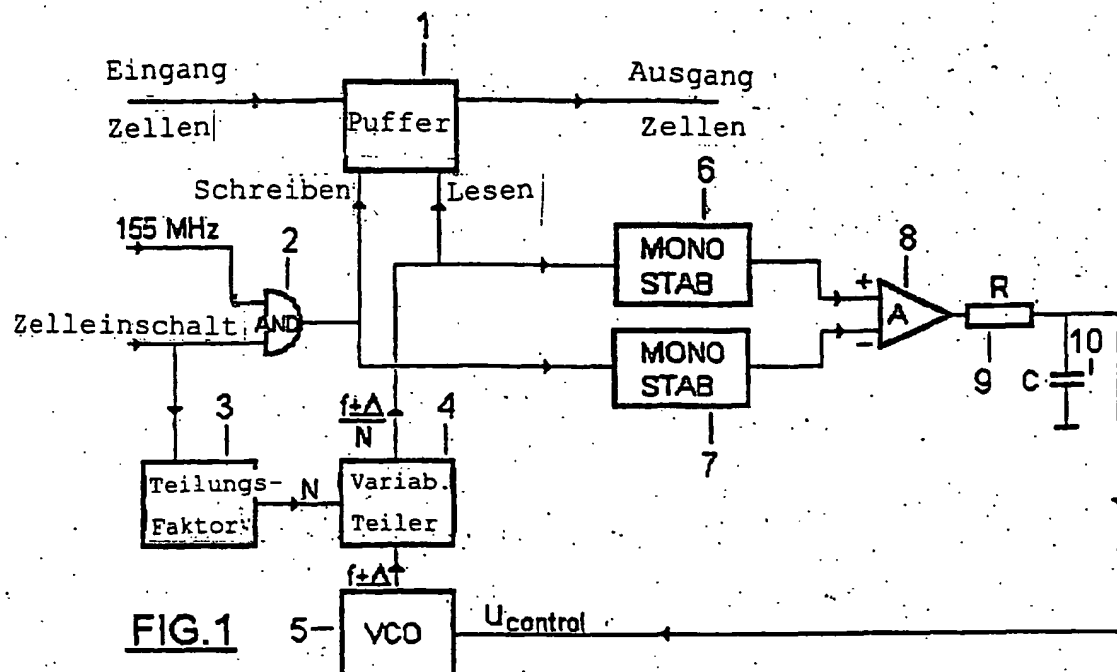 1
Eingang
Zellen
Puffer
Ausgang
Zellen
Schreiben
Lesen
155 MHz
2
AND
Zelleinschalt
6
MONO
STAB
MONO
STAB
7
8
+
A
-
R
9
C
10
3
Teilungs-
Faktor
N
f±Δ
N
4
Variab.
Teiler
f±Δ
5
VCO
Ucontrol
FIG.1